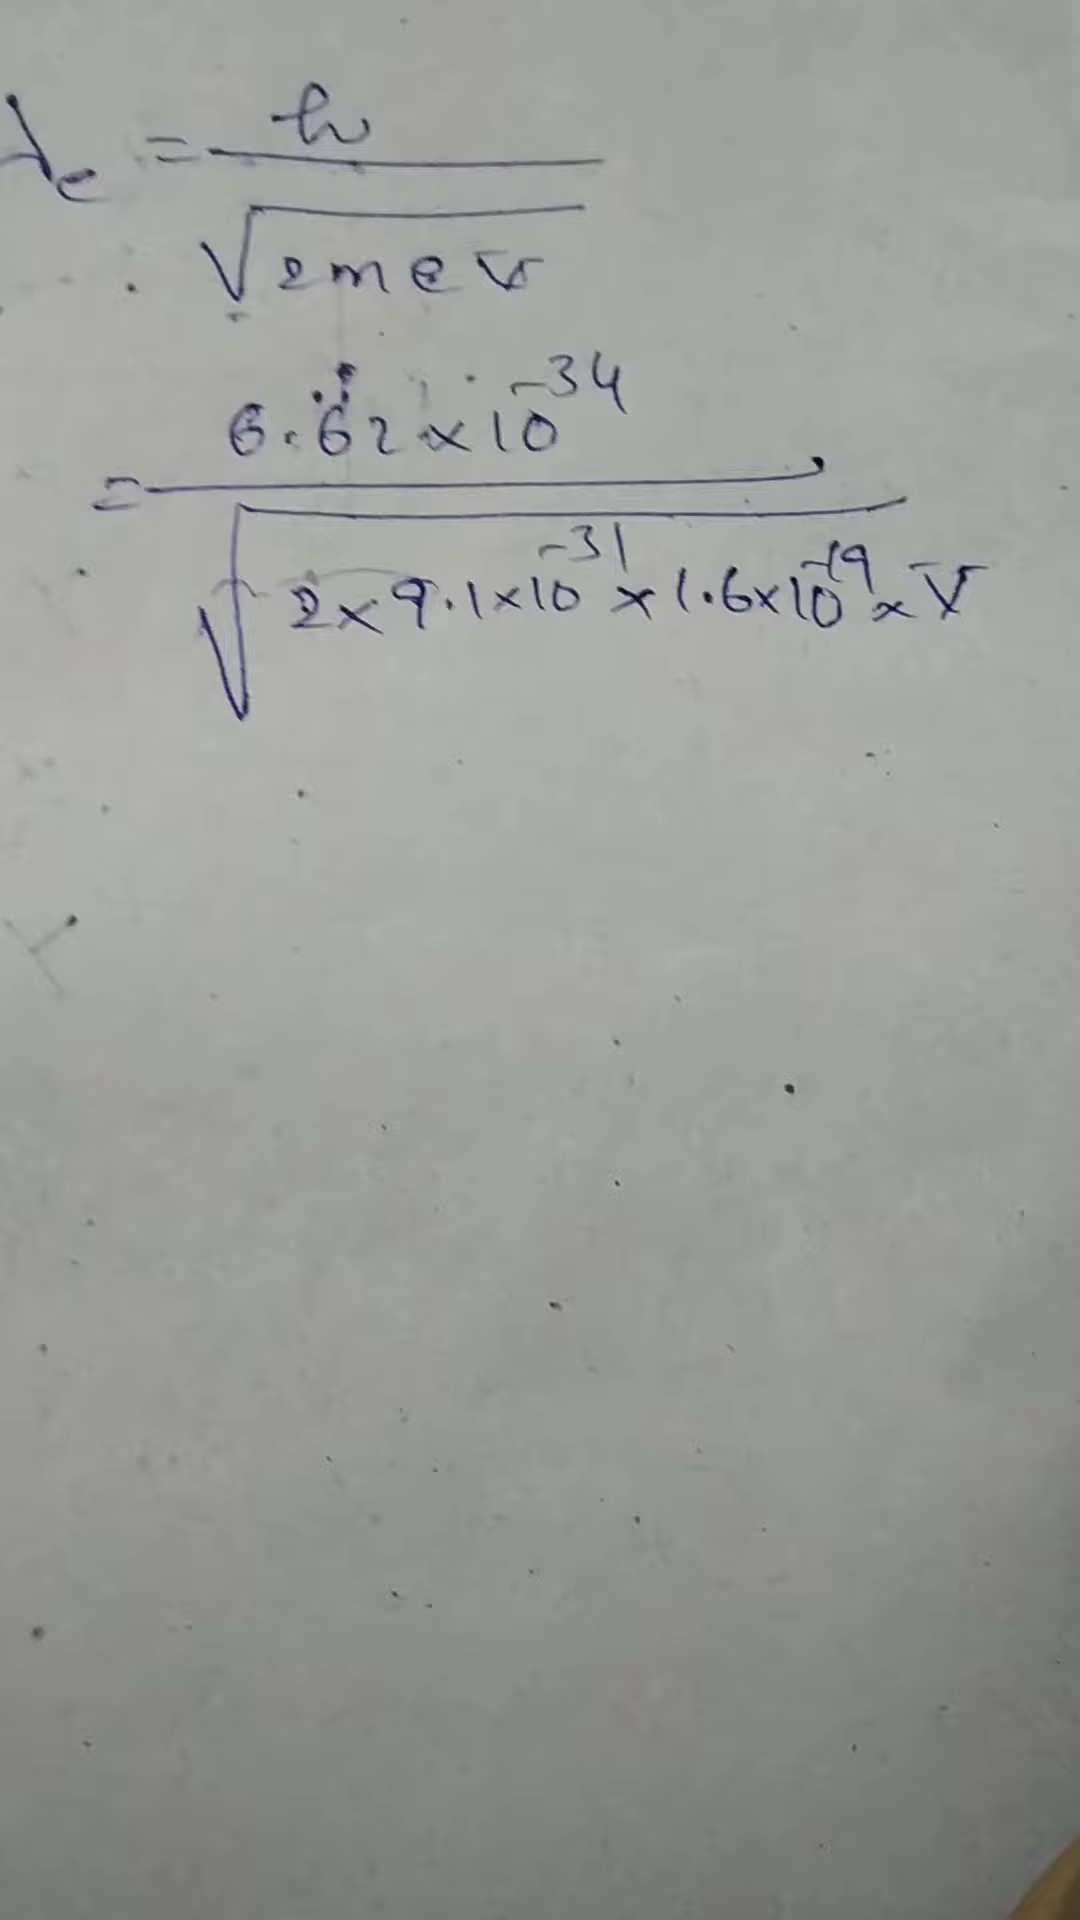 λe = h / √2meV
= 6.62 × 10^-34 / √2 × 9.1 × 10^-31 × 1.6 × 10^-19 × V